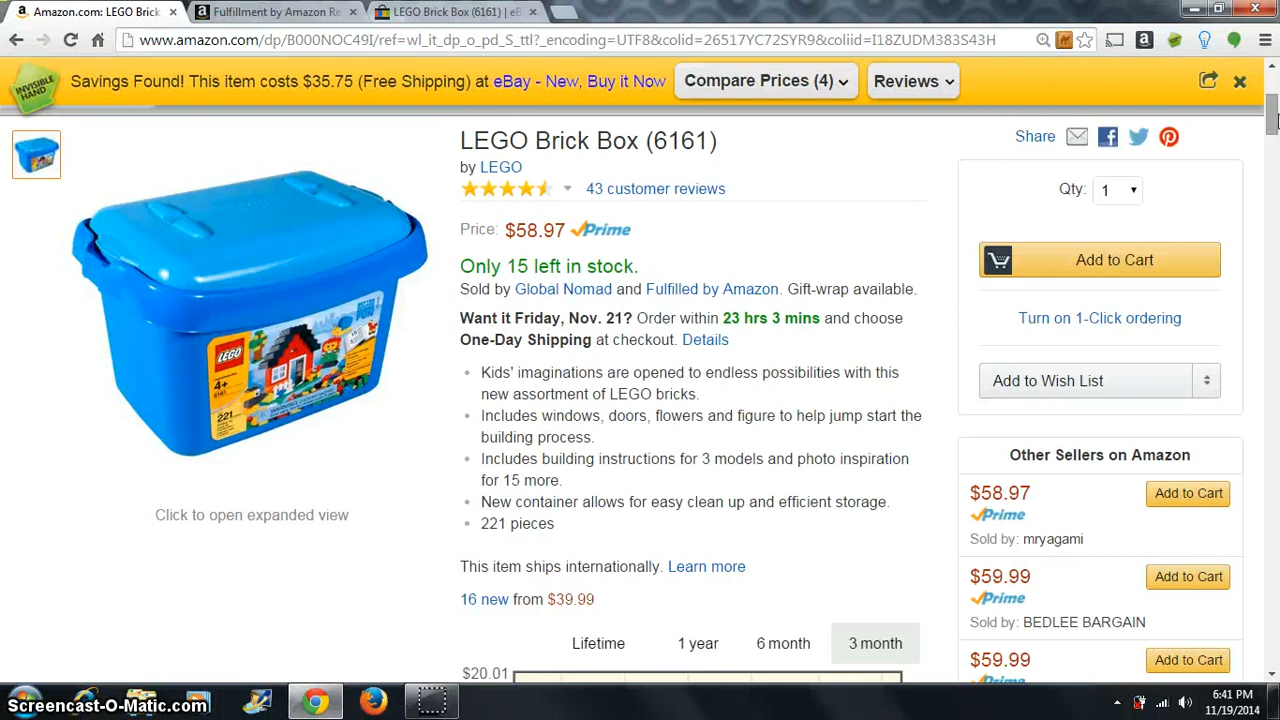 Amazon.com: LEGO Brick
Fulfillment by Amazon Re
LEGO Brick Box (6161) | eB
www.amazon.com/dp/B000NOC49I/ref=wl_it_dp_o_pd_S_ttl?_encoding=UTF8&colid=26517YC72SYR9&coliid=I18ZUDM383S43H
INVISIBLE HAND
Savings Found! This item costs $35.75 (Free Shipping) at eBay - New, Buy it Now
Compare Prices (4)
Reviews
LEGO Brick Box (6161)
by LEGO
43 customer reviews
Price: $58.97 Prime
Only 15 left in stock.
Sold by Global Nomad and Fulfilled by Amazon. Gift-wrap available.
Want it Friday, Nov. 21? Order within 23 hrs 3 mins and choose
One-Day Shipping at checkout. Details
Kids' imaginations are opened to endless possibilities with this
new assortment of LEGO bricks.
Includes windows, doors, flowers and figure to help jump start the
building process.
Includes building instructions for 3 models and photo inspiration
for 15 more.
New container allows for easy clean up and efficient storage.
221 pieces
This item ships internationally. Learn more
16 new from $39.99
Lifetime 1 year 6 month 3 month
$20.01
LEGO
4+
6161
221
Click to open expanded view
Share
Qty: 1
Add to Cart
Turn on 1-Click ordering
Add to Wish List
Other Sellers on Amazon
$58.97 Add to Cart
Prime
Sold by: mryagami
$59.99 Add to Cart
Prime
Sold by: BEDLEE BARGAIN
$59.99 Add to Cart
Screencast-O-Matic.com
6:41 PM
11/19/2014